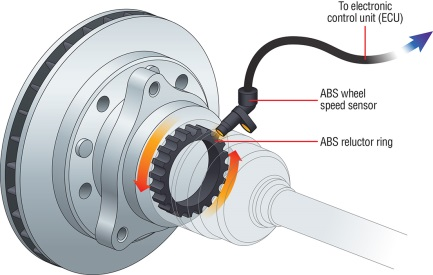 To electronic
control unit (ECU)
ABS wheel
speed sensor
ABS reluctor ring